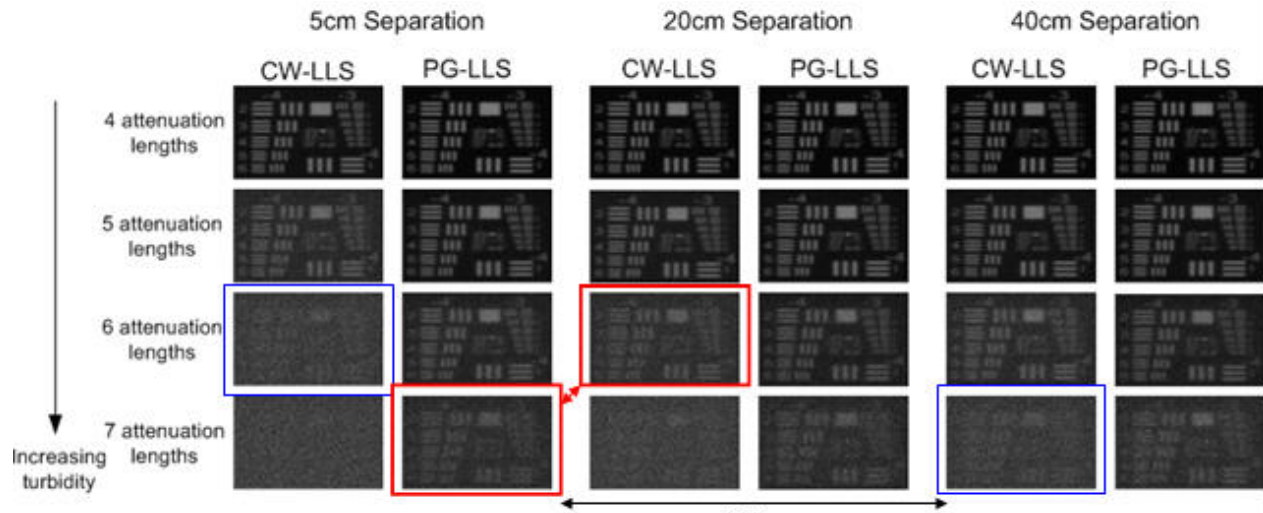 5cm Separation 20cm Separation 40cm Separation
CW-LLS PG-LLS CW-LLS PG-LLS CW-LLS PG-LLS
4 attenuation
lengths
5 attenuation
lengths
6 attenuation
lengths
7 attenuation
lengths
Increasing
turbidity